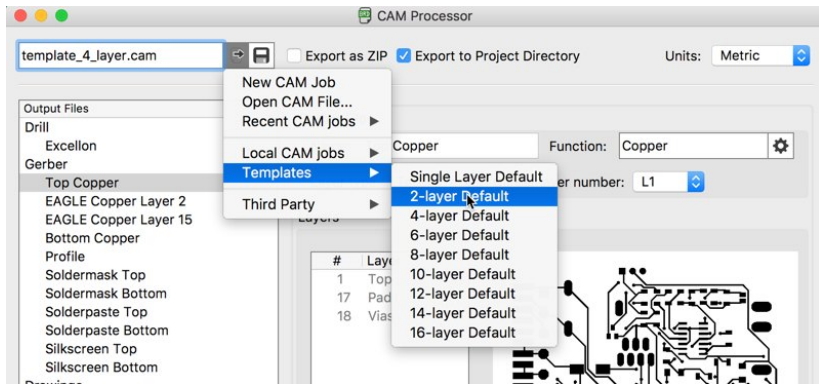 CAM Processor
template_4_layer.cam
Export as ZIP
Export to Project Directory
Units:
Metric
New CAM Job
Open CAM File...
Recent CAM jobs
Local CAM jobs
Templates
Third Party
Single Layer Default
2-layer Default
4-layer Default
6-layer Default
8-layer Default
10-layer Default
12-layer Default
14-layer Default
16-layer Default
Output Files
Drill
Excellon
Gerber
Top Copper
EAGLE Copper Layer 2
EAGLE Copper Layer 15
Bottom Copper
Profile
Soldermask Top
Soldermask Bottom
Solderpaste Top
Solderpaste Bottom
Silkscreen Top
Silkscreen Bottom
Copper
Function:
Copper
number:
L1
#
1 Top
17
18